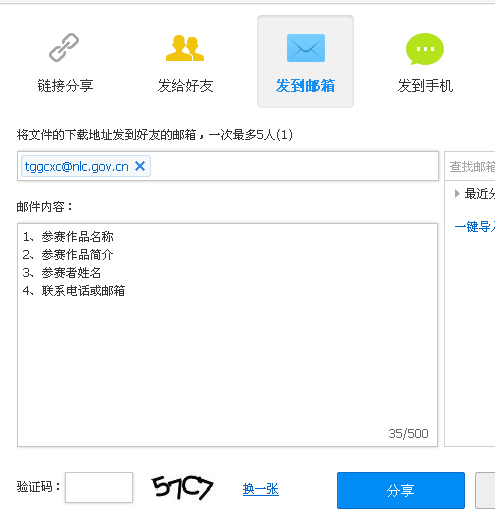 链接分享
发给好友
发到邮箱
发到手机
将文件的下载地址发到好友的邮箱，一次最多5人(1)
tggcxc@nlc.gov.cn
查找邮箱
邮件内容：
最近分
一键导入
1、参赛作品名称
2、参赛作品简介
3、参赛者姓名
4、联系电话或邮箱
35/500
验证码：
57C7
换一张
分享